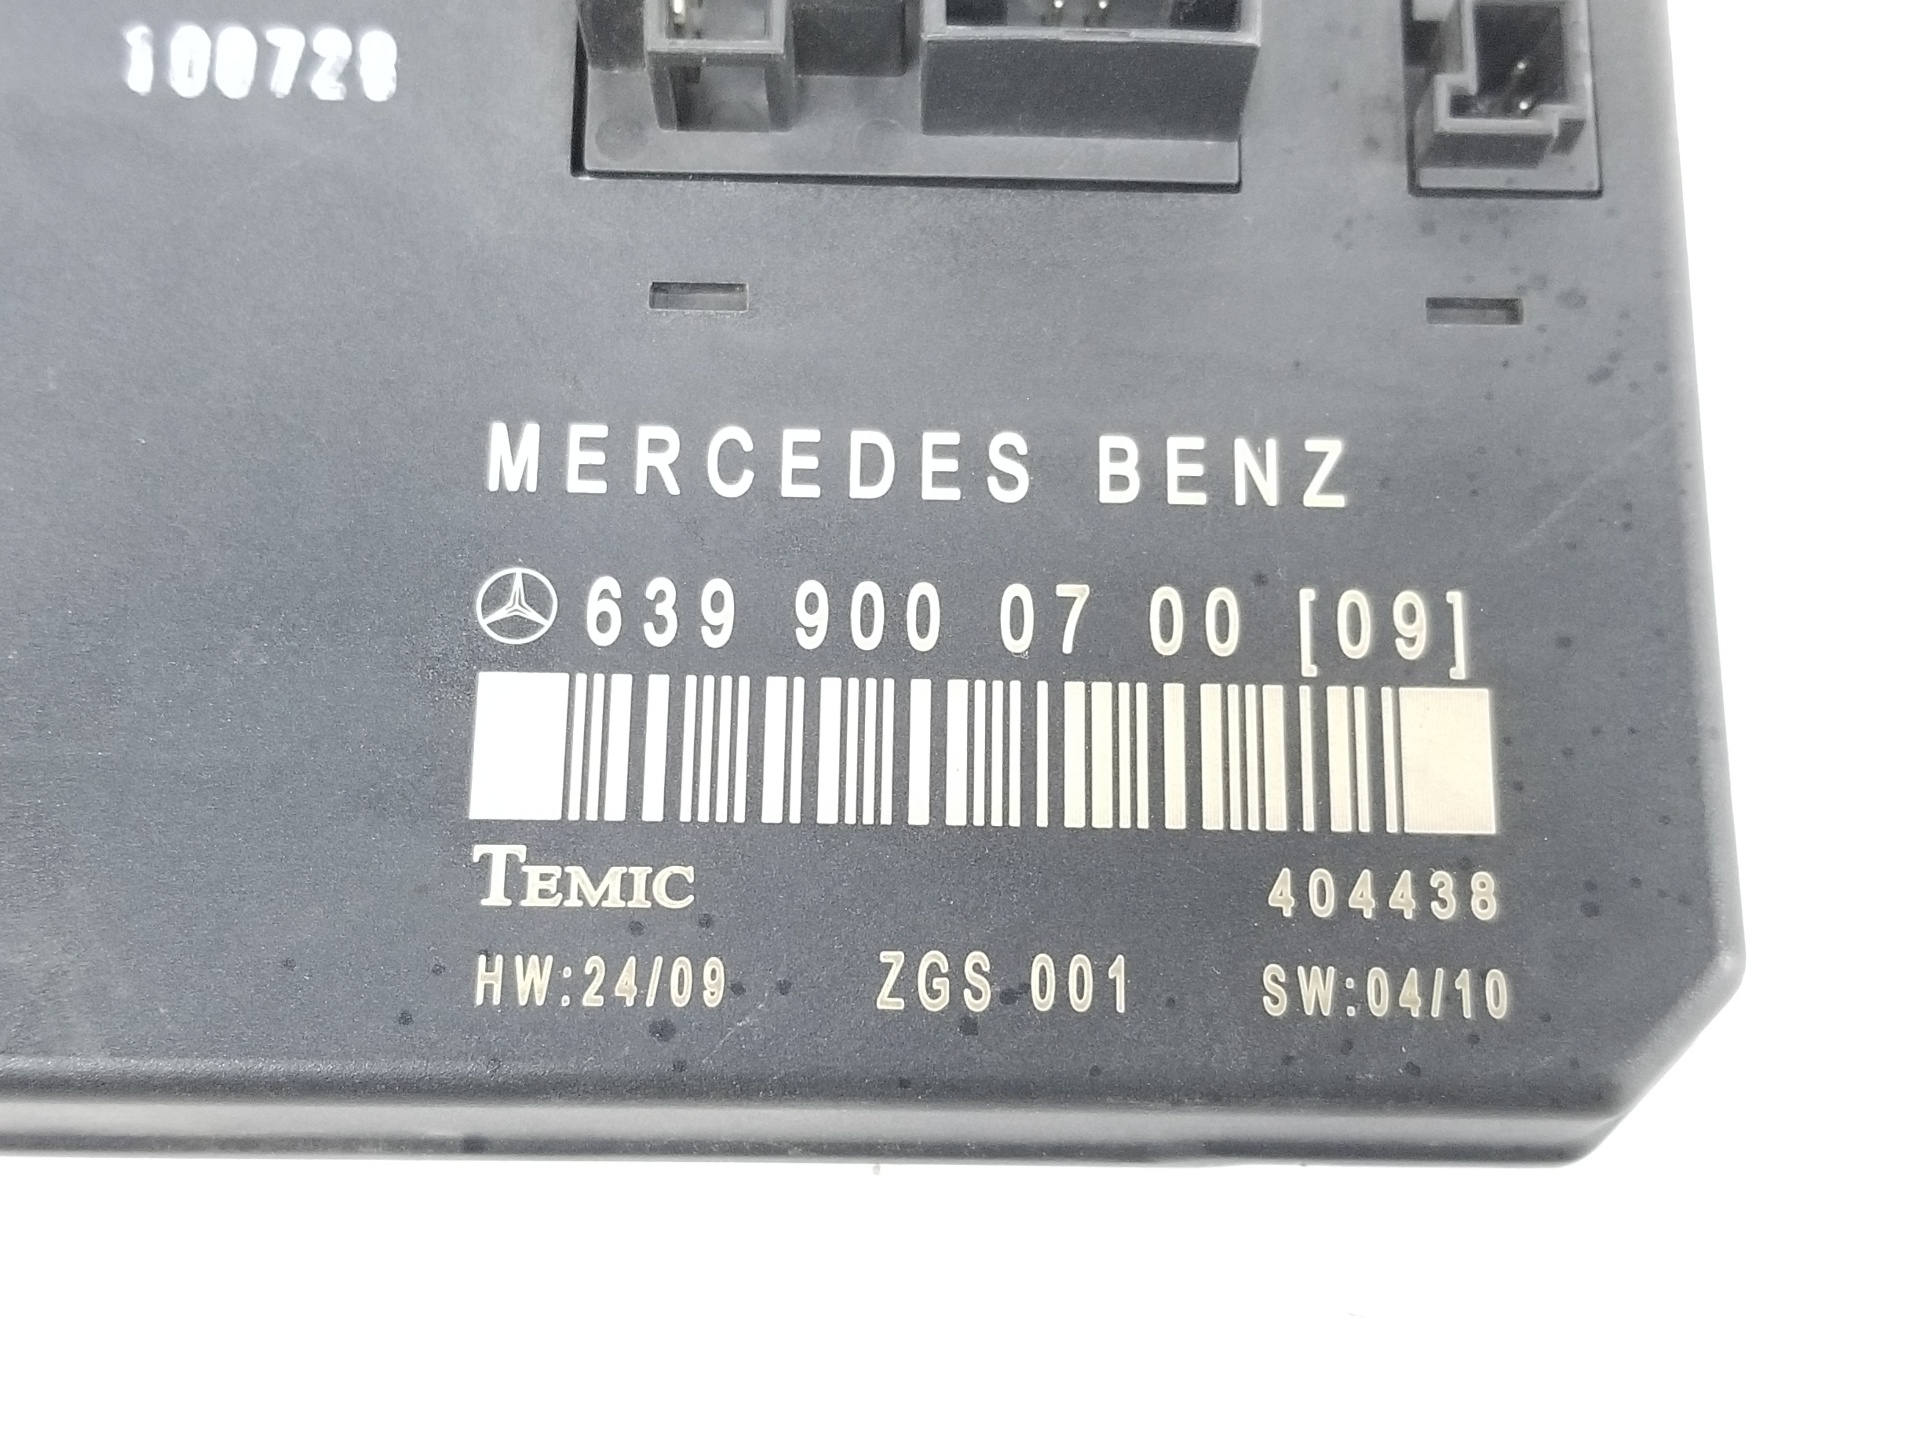 100728
MERCEDES BENZ
639 900 07 00 [09]
TEMIC
404438
HW:24/09 ZGS 001 SW:04/10